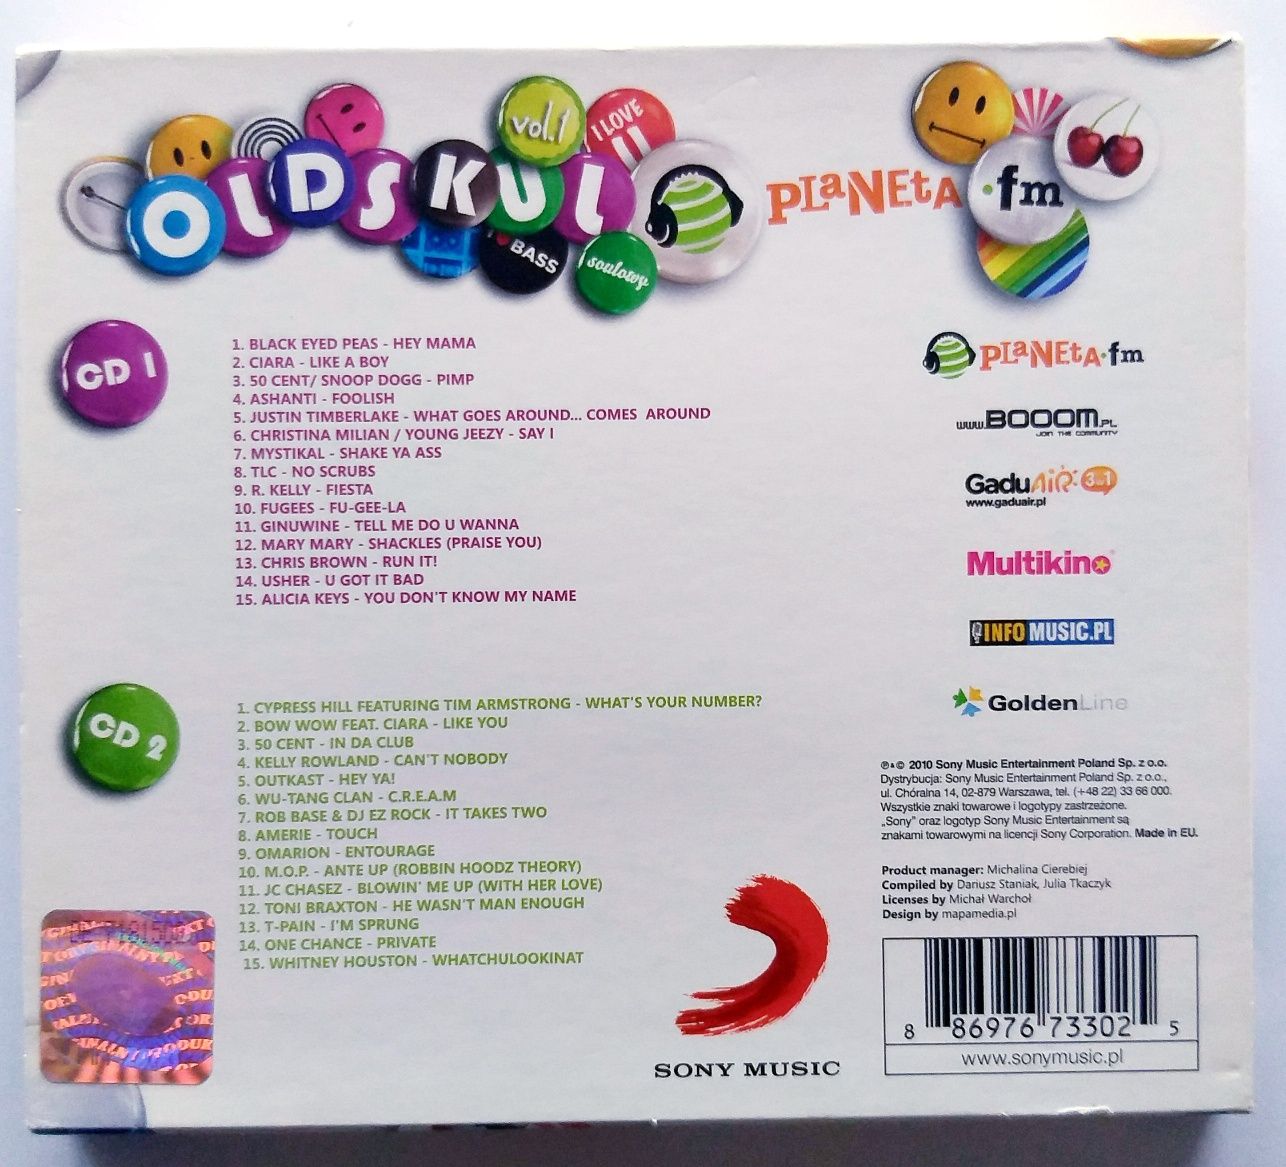 OLDSKUL
vol.1
I LOVE
I ♥ BASS
soulowy
PLANETA
.fm
CD 1
1. BLACK EYED PEAS - HEY MAMA
2. CIARA - LIKE A BOY
3. 50 CENT/ SNOOP DOGG - PIMP
4. ASHANTI - FOOLISH
5. JUSTIN TIMBERLAKE - WHAT GOES AROUND... COMES AROUND
6. CHRISTINA MILIAN / YOUNG JEEZY - SAY I
7. MYSTIKAL - SHAKE YA ASS
8. TLC - NO SCRUBS
9. R. KELLY - FIESTA
10. FUGEES - FU-GEE-LA
11. GINUWINE - TELL ME DO U WANNA
12. MARY MARY - SHACKLES (PRAISE YOU)
13. CHRIS BROWN - RUN IT!
14. USHER - U GOT IT BAD
15. ALICIA KEYS - YOU DON'T KNOW MY NAME
CD 2
1. CYPRESS HILL FEATURING TIM ARMSTRONG - WHAT'S YOUR NUMBER?
2. BOW WOW FEAT. CIARA - LIKE YOU
3. 50 CENT - IN DA CLUB
4. KELLY ROWLAND - CAN'T NOBODY
5. OUTKAST - HEY YA!
6. WU-TANG CLAN - C.R.E.A.M
7. ROB BASE & DJ EZ ROCK - IT TAKES TWO
8. AMERIE - TOUCH
9. OMARION - ENTOURAGE
10. M.O.P. - ANTE UP (ROBBIN HOODZ THEORY)
11. JC CHASEZ - BLOWIN' ME UP (WITH HER LOVE)
12. TONI BRAXTON - HE WASN'T MAN ENOUGH
13. T-PAIN - I'M SPRUNG
14. ONE CHANCE - PRIVATE
15. WHITNEY HOUSTON - WHATCHULOOKINAT
PLANETA.fm
www.BOOOM.PL
JOIN THE COMMUNITY
GaduAIR 3w1
www.gaduair.pl
Multikino
INFOMUSIC.PL
GoldenLine
℗ • © 2010 Sony Music Entertainment Poland Sp. z o.o.
Dystrybucja: Sony Music Entertainment Poland Sp. z o.o.,
ul. Chóralna 14, 02-879 Warszawa, tel. (+48 22) 33 66 000.
Wszystkie znaki towarowe i logotypy zastrzeżone.
„Sony” oraz logotyp Sony Music Entertainment są
znakami towarowymi na licencji Sony Corporation. Made in EU.
Product manager: Michalina Cierebiej
Compiled by Dariusz Staniak, Julia Tkaczyk
Licenses by Michał Warchoł
Design by mapamedia.pl
SONY MUSIC
8 86976 73302 5
www.sonymusic.pl